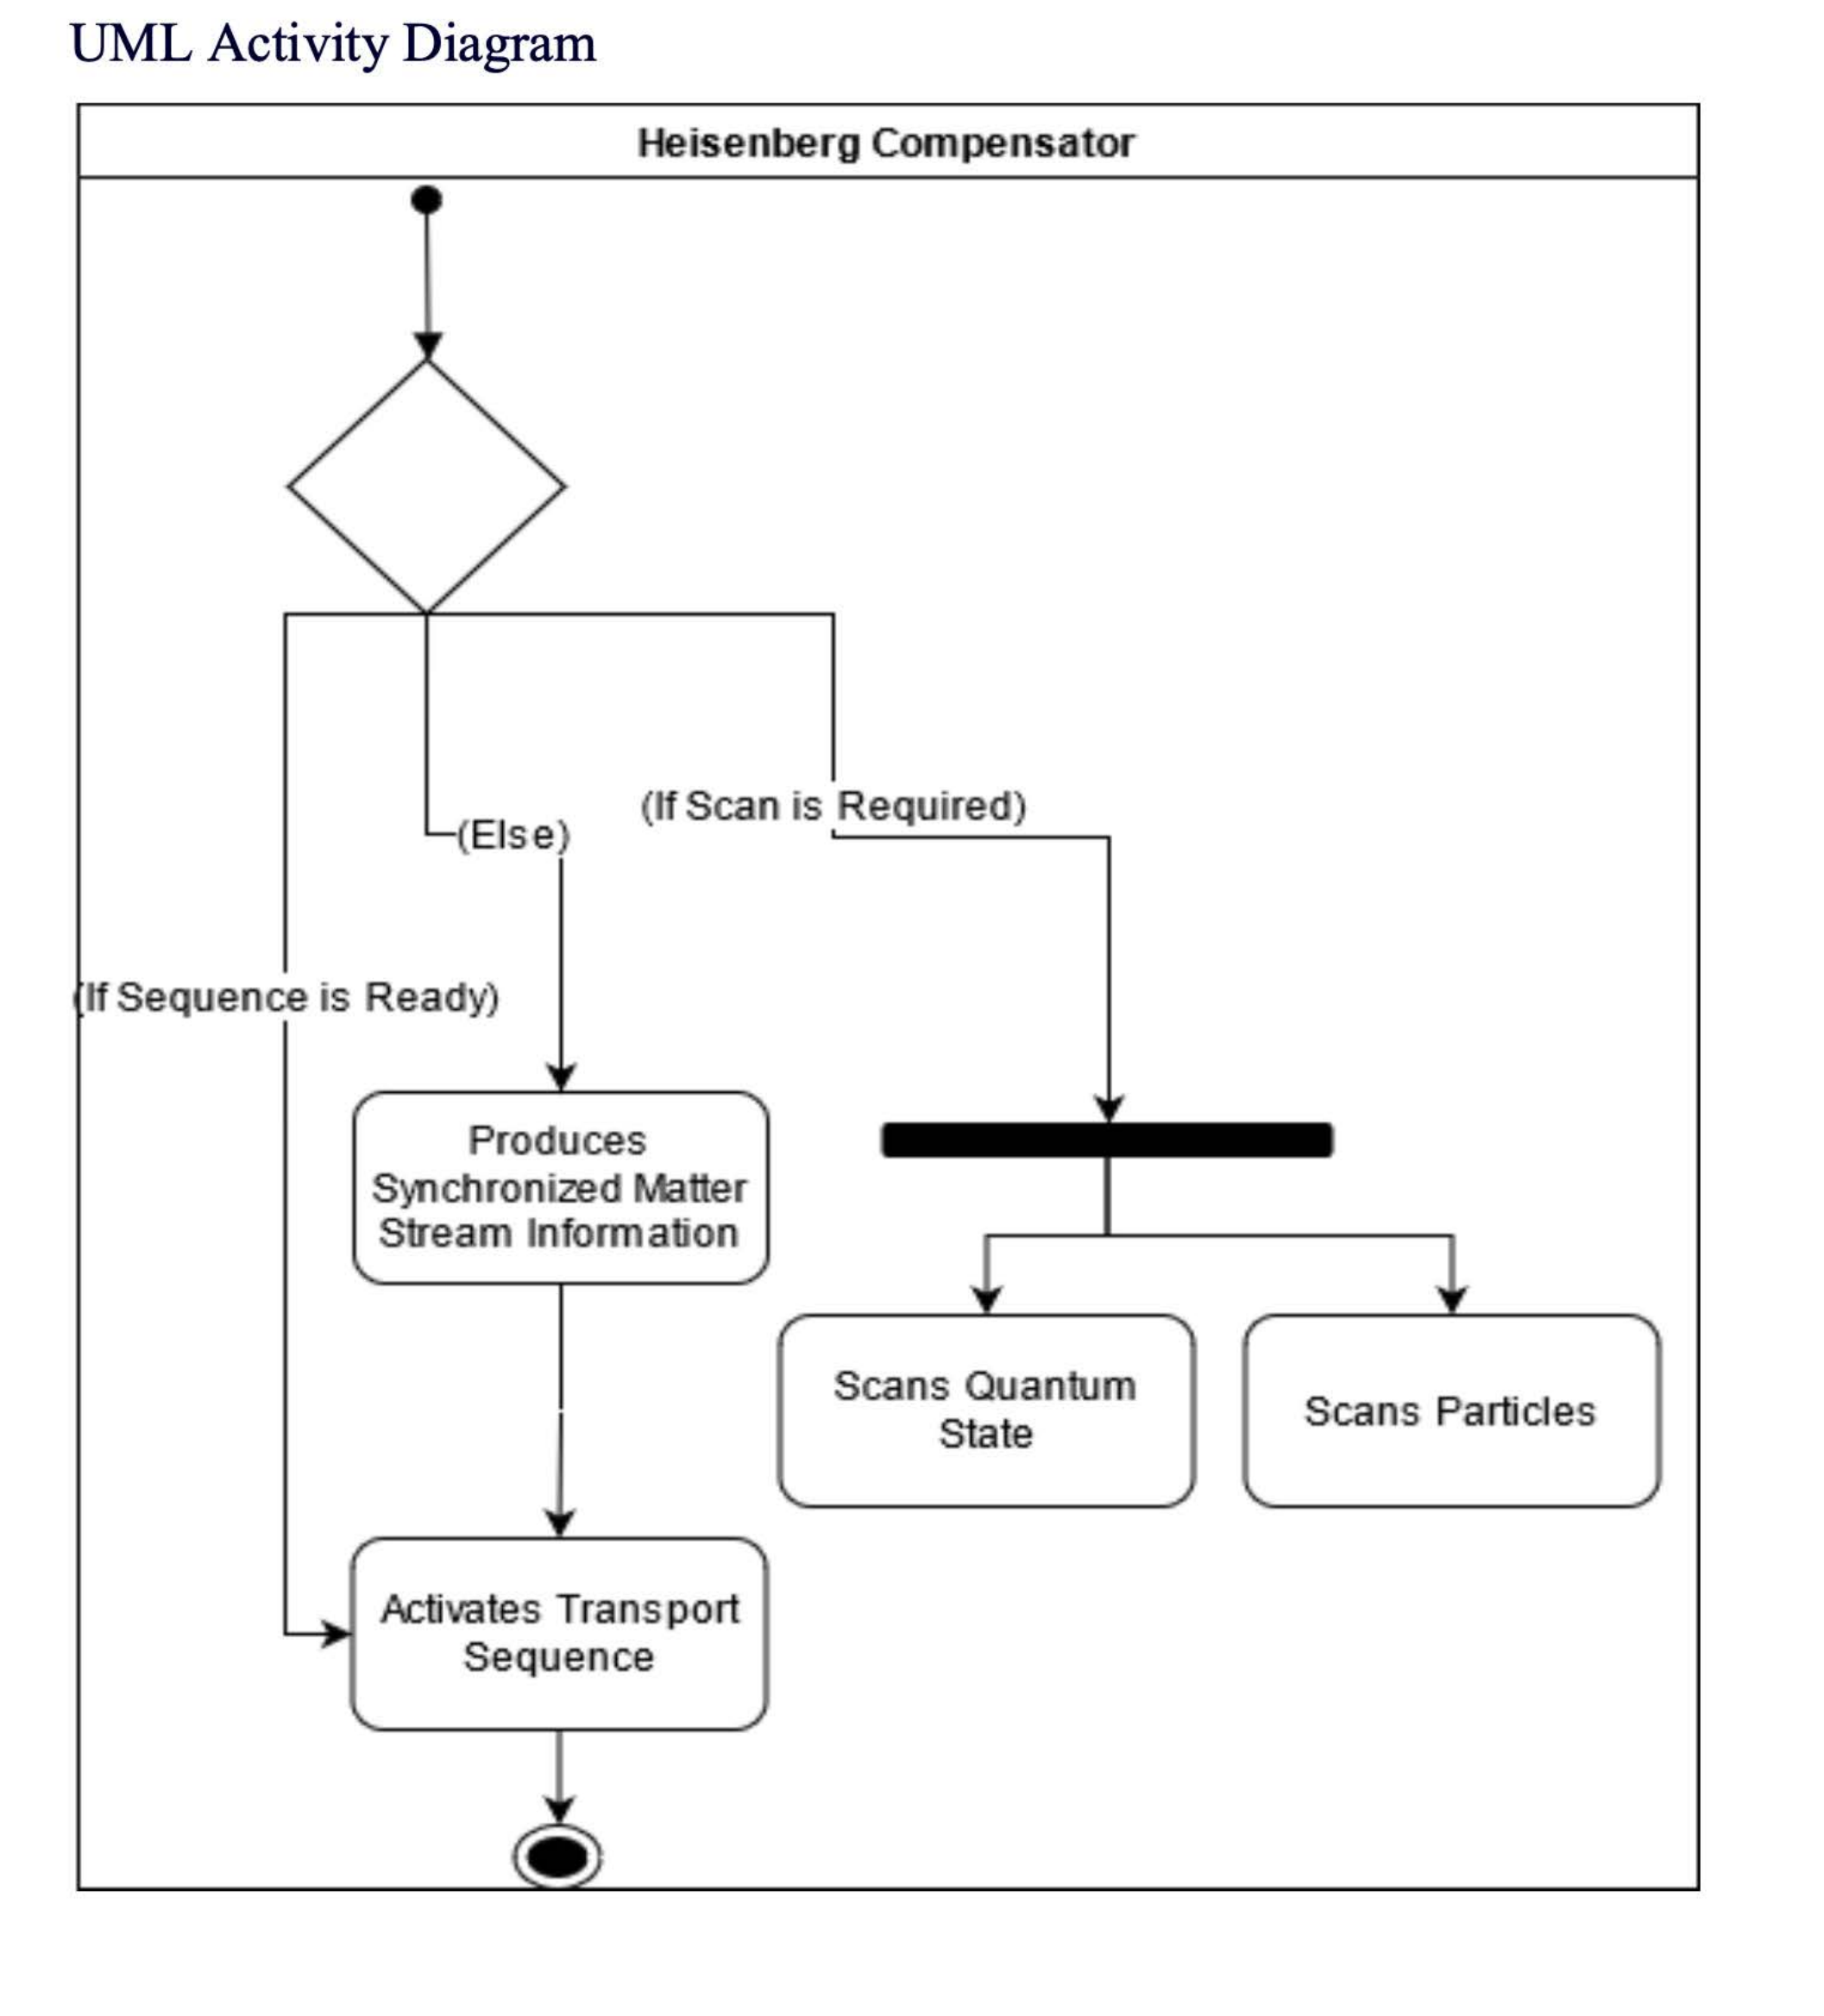 UML Activity Diagram
Heisenberg Compensator
(If Scan is Required)
(Else)
(If Sequence is Ready)
Produces
Synchronized Matter
Stream Information
Scans Quantum
State
Scans Particles
Activates Transport
Sequence